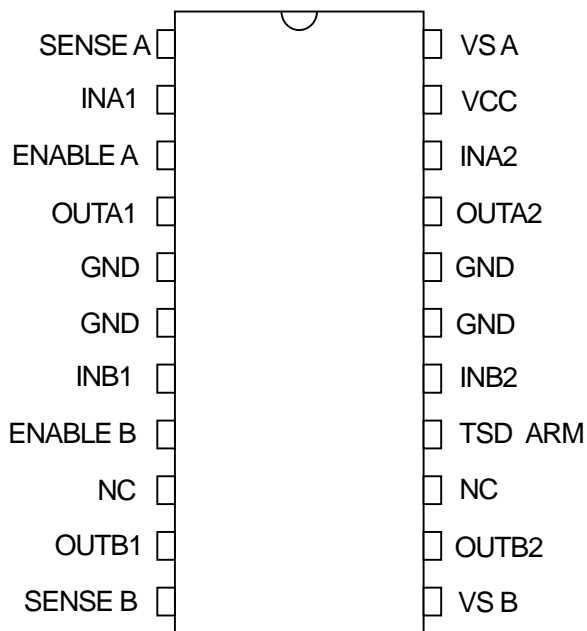 SENSE A VS A
INA1 VCC
ENABLE A INA2
OUTA1 OUTA2
GND GND
GND GND
INB1 INB2
ENABLE B TSD ARM
NC NC
OUTB1 OUTB2
SENSE B VS B